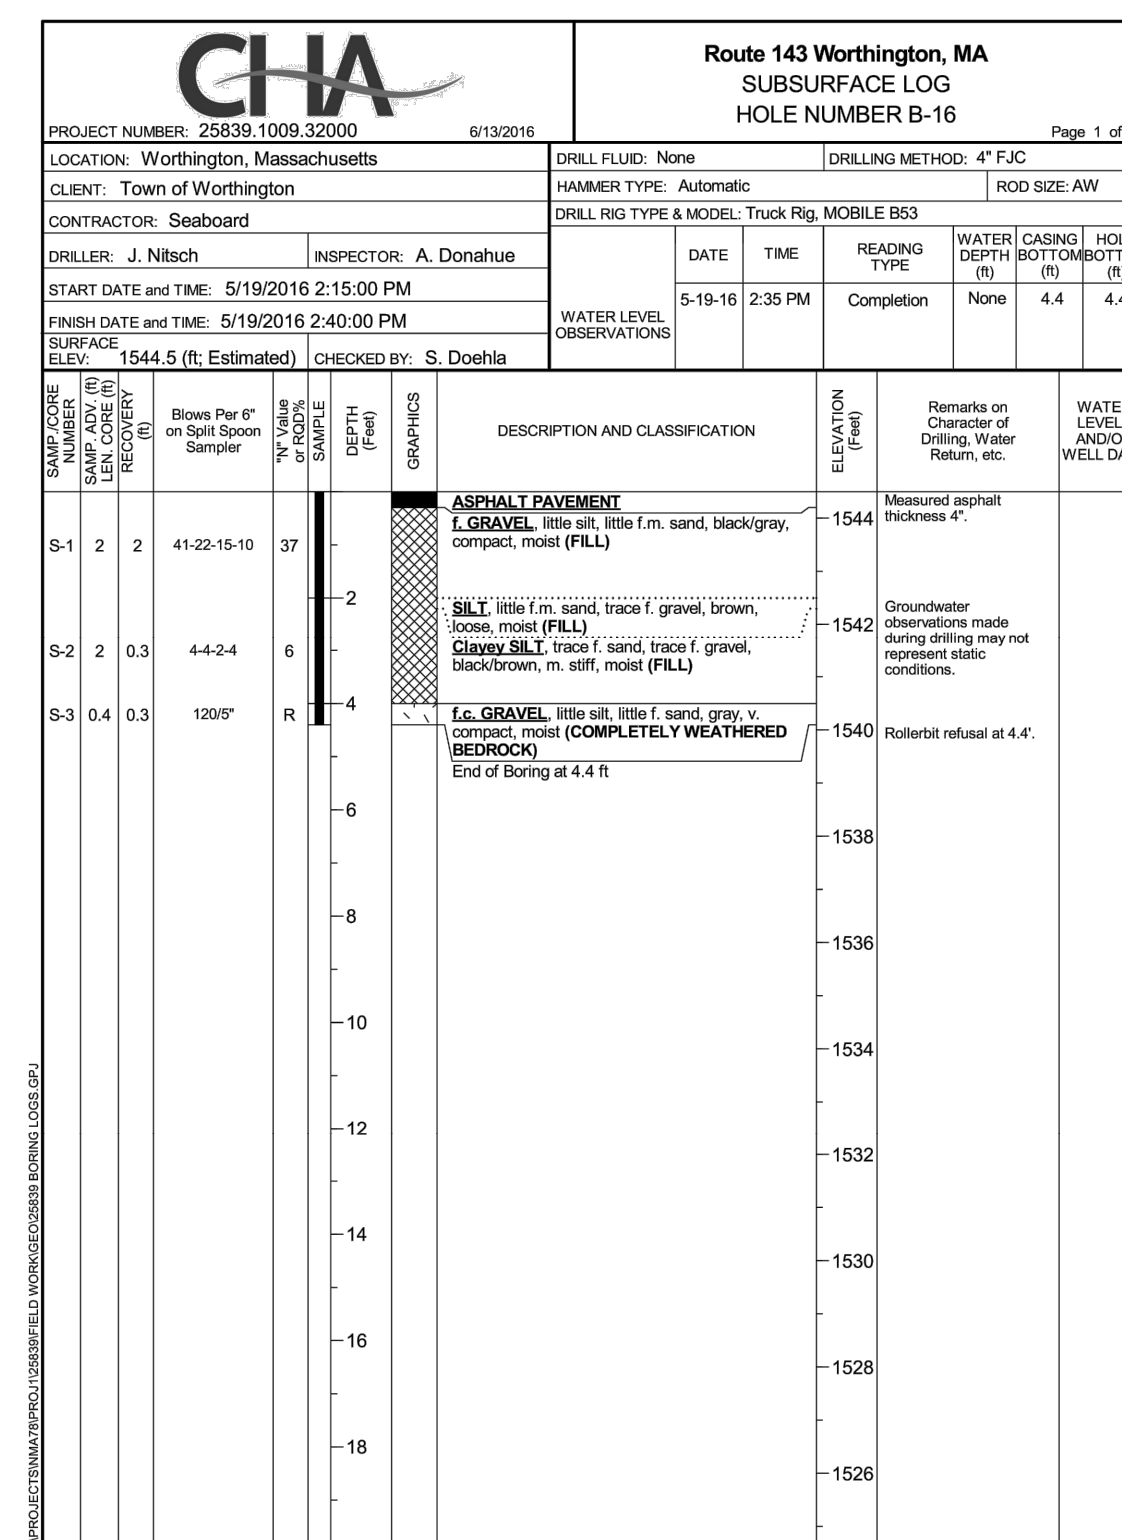 CHA
PROJECT NUMBER: 25839.1009.32000 6/13/2016
Route 143 Worthington, MA
SUBSURFACE LOG
HOLE NUMBER B-16
Page 1 of
LOCATION: Worthington, Massachusetts
CLIENT: Town of Worthington
CONTRACTOR: Seaboard
DRILLER: J. Nitsch INSPECTOR: A. Donahue
START DATE and TIME: 5/19/2016 2:15:00 PM
FINISH DATE and TIME: 5/19/2016 2:40:00 PM
SURFACE
ELEV: 1544.5 (ft; Estimated) CHECKED BY: S. Doehla
DRILL FLUID: None DRILLING METHOD: 4" FJC
HAMMER TYPE: Automatic ROD SIZE: AW
DRILL RIG TYPE & MODEL: Truck Rig, MOBILE B53
WATER LEVEL
OBSERVATIONS
DATE
TIME
READING
TYPE
WATER
DEPTH
(ft)
CASING
BOTTOM
(ft)
HOL
BOTT
(ft
5-19-16 2:35 PM Completion None 4.4 4.4
SAMP./CORE
NUMBER
SAMP. ADV. (ft)
LEN. CORE (ft)
RECOVERY
(ft)
Blows Per 6"
on Split Spoon
Sampler
"N" Value
or RQD%
SAMPLE
DEPTH
(Feet)
GRAPHICS
DESCRIPTION AND CLASSIFICATION
ELEVATION
(Feet)
Remarks on
Character of
Drilling, Water
Return, etc.
WATE
LEVEL
AND/O
WELL DA
S-1 2 2 41-22-15-10 37
S-2 2 0.3 4-4-2-4 6
S-3 0.4 0.3 120/5" R
2
4
6
8
10
12
14
16
18
ASPHALT PAVEMENT
f. GRAVEL, little silt, little f.m. sand, black/gray,
compact, moist (FILL)
SILT, little f.m. sand, trace f. gravel, brown,
loose, moist (FILL)
Clayey SILT, trace f. sand, trace f. gravel,
black/brown, m. stiff, moist (FILL)
f.c. GRAVEL, little silt, little f. sand, gray, v.
compact, moist (COMPLETELY WEATHERED
BEDROCK)
End of Boring at 4.4 ft
1544
1542
1540
1538
1536
1534
1532
1530
1528
1526
Measured asphalt
thickness 4".
Groundwater
observations made
during drilling may not
represent static
conditions.
Rollerbit refusal at 4.4'.
\PROJECTS\NMA78\PROJ1\25839\FIELD WORK\GEO\25839 BORING LOGS.GPJ